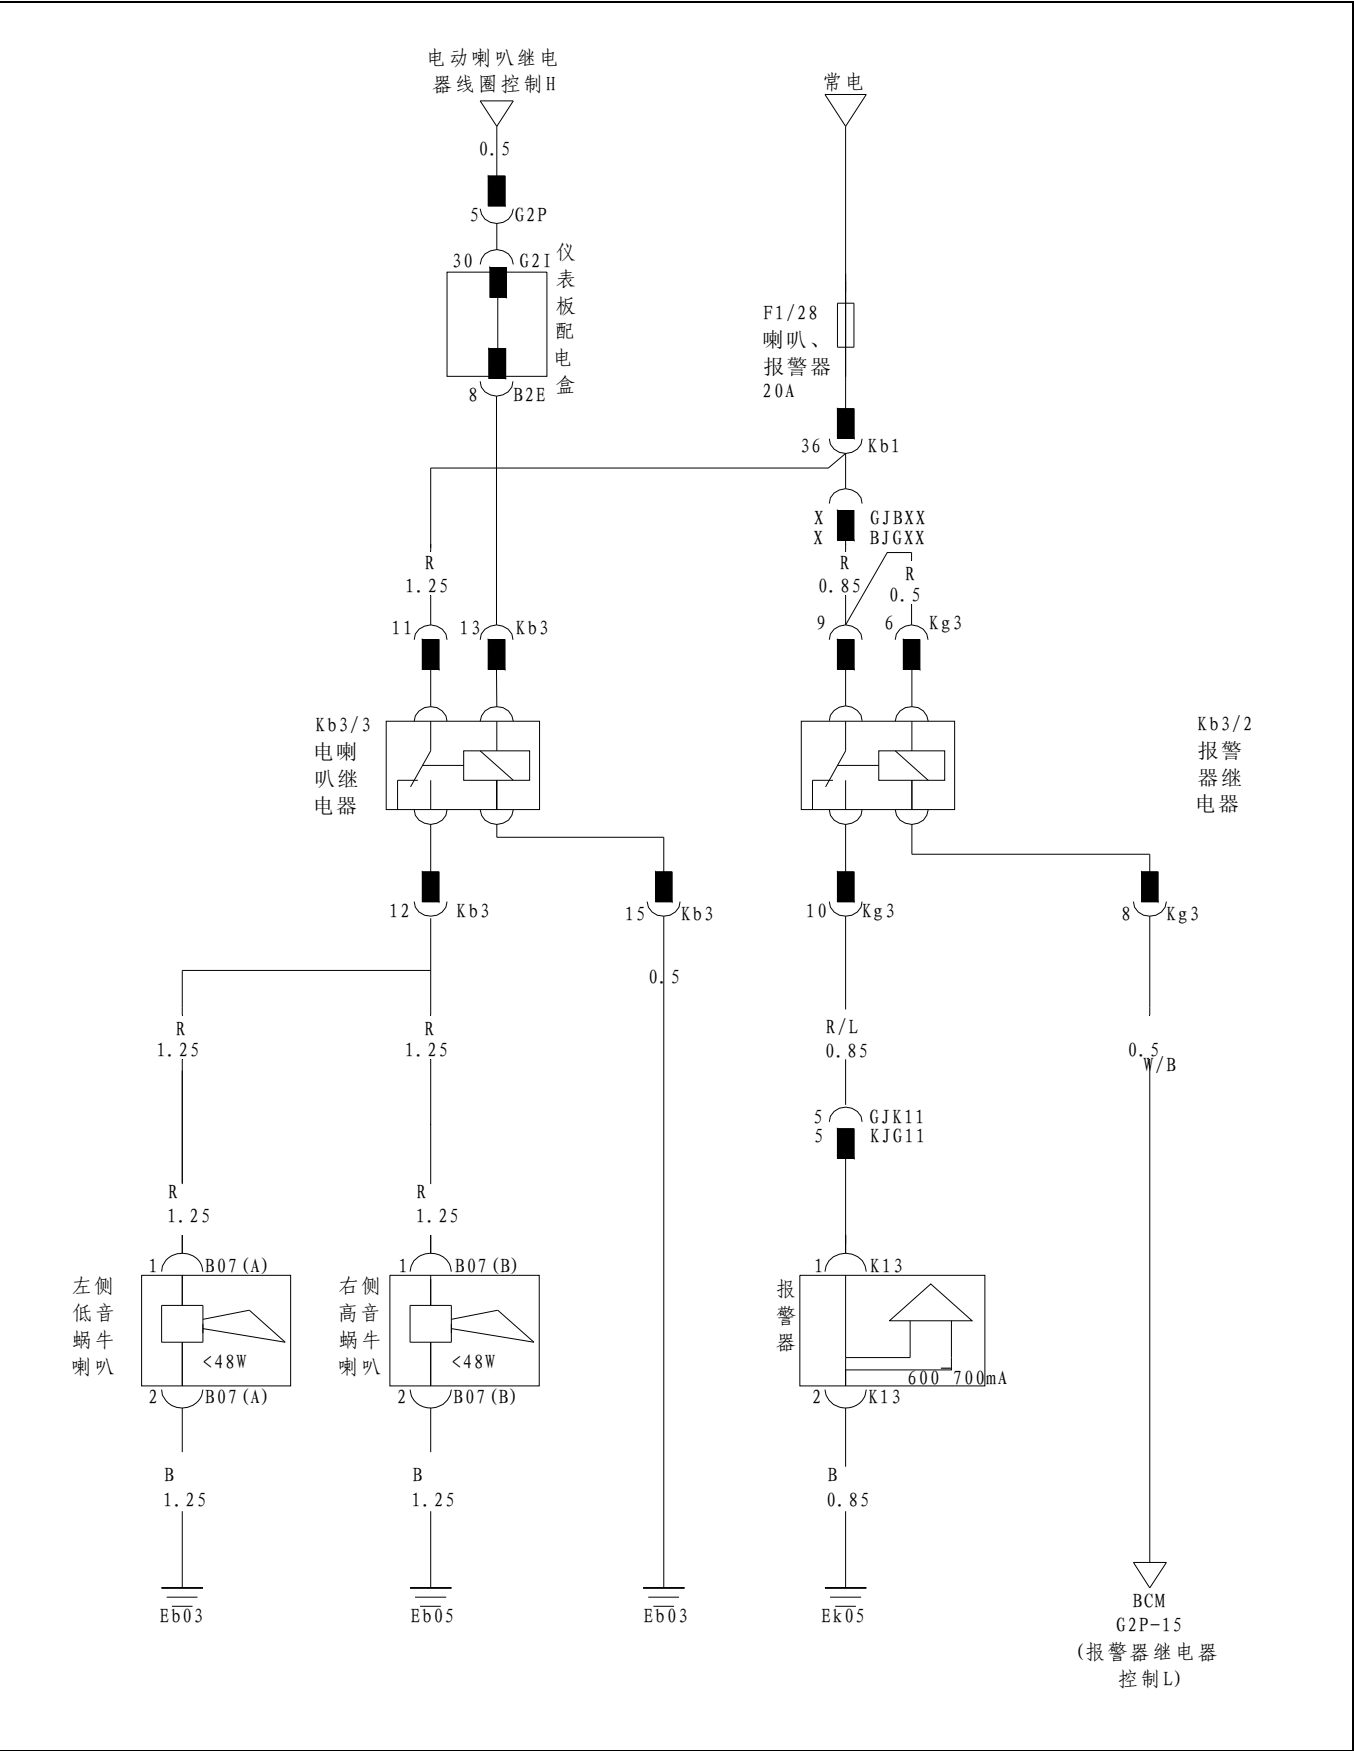 电动喇叭继电
器线圈控制H
常电
0.5
5
G2P
30
G2I
仪表板配电盒
8
B2E
F1/28
喇叭、
报警器
20A
36
Kb1
X
GJBXX
X
BJGXX
R
1.25
R
0.85
R
0.5
11
13
Kb3
9
6
Kg3
Kb3/3
电喇
叭继
电器
Kb3/2
报警
器继
电器
12
Kb3
15
Kb3
10
Kg3
8
Kg3
0.5
R
1.25
R
1.25
R/L
0.85
0.5
W/B
5
GJK11
5
KJG11
R
1.25
R
1.25
1
B07(A)
1
B07(B)
1
K13
左侧
低音
蜗牛
喇叭
<48W
右侧
高音
蜗牛
喇叭
<48W
报警器
600~700mA
2
B07(A)
2
B07(B)
2
K13
B
1.25
B
1.25
B
0.85
Eb03
Eb05
Eb03
Ek05
BCM
G2P-15
(报警器继电器
控制L)